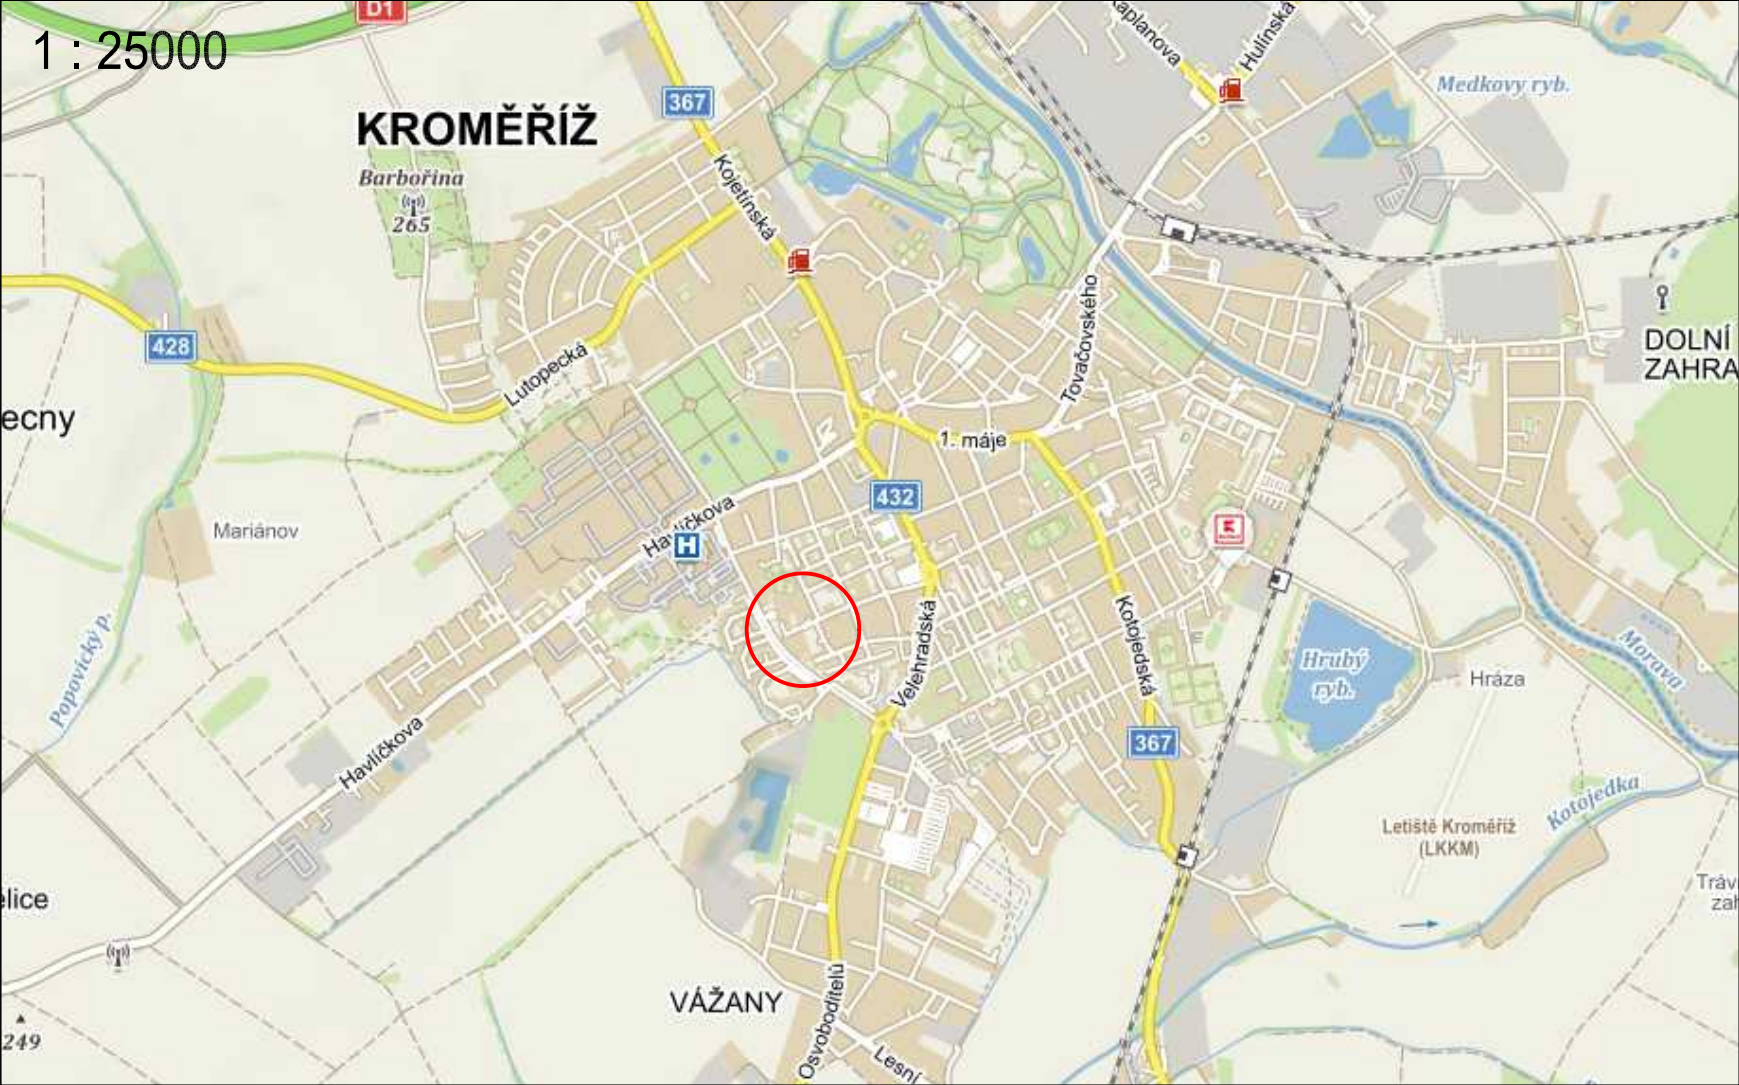 D1
1 : 25000
Kaplanova
Hulínská
Medkovy ryb.
367
KROMĚŘÍŽ
Barbořina
265
Kojetínská
428
Lutopecká
Tovačovského
DOLNÍ
ZAHRA
ecny
1. máje
432
Mariánov
Havlíčkova
H
Popovický p.
Velehradská
Kotojedská
Hrubý
ryb.
Morava
Hráza
Havlíčkova
367
Kotojedka
Letiště Kroměříž
(LKKM)
Tráv
zah
ělice
VÁŽANY
Osvoboditelů
Lesní
249